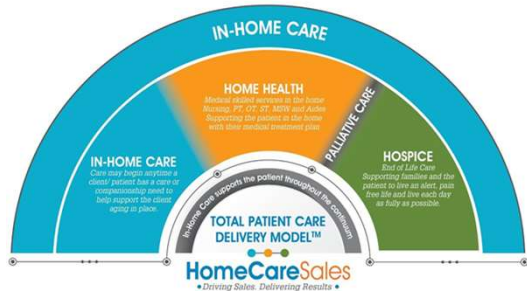 IN-HOME CARE
HOME HEALTH
Medical skilled services in the home
Nursing, PT, OT, ST, MSW and Aides
Supporting the patient in the home
with their medical treatment plan
PALLIATIVE CARE
IN-HOME CARE
Care may begin anytime a
client/ patient has a care or
companionship need to
help support the client
aging in place.
HOSPICE
End of Life Care
Supporting families and the
patient to live an alert, pain
free life and live each day
as fully as possible.
In-Home Care supports the patient throughout the continuum
TOTAL PATIENT CARE
DELIVERY MODEL™
HomeCareSales
• Driving Sales. Delivering Results •